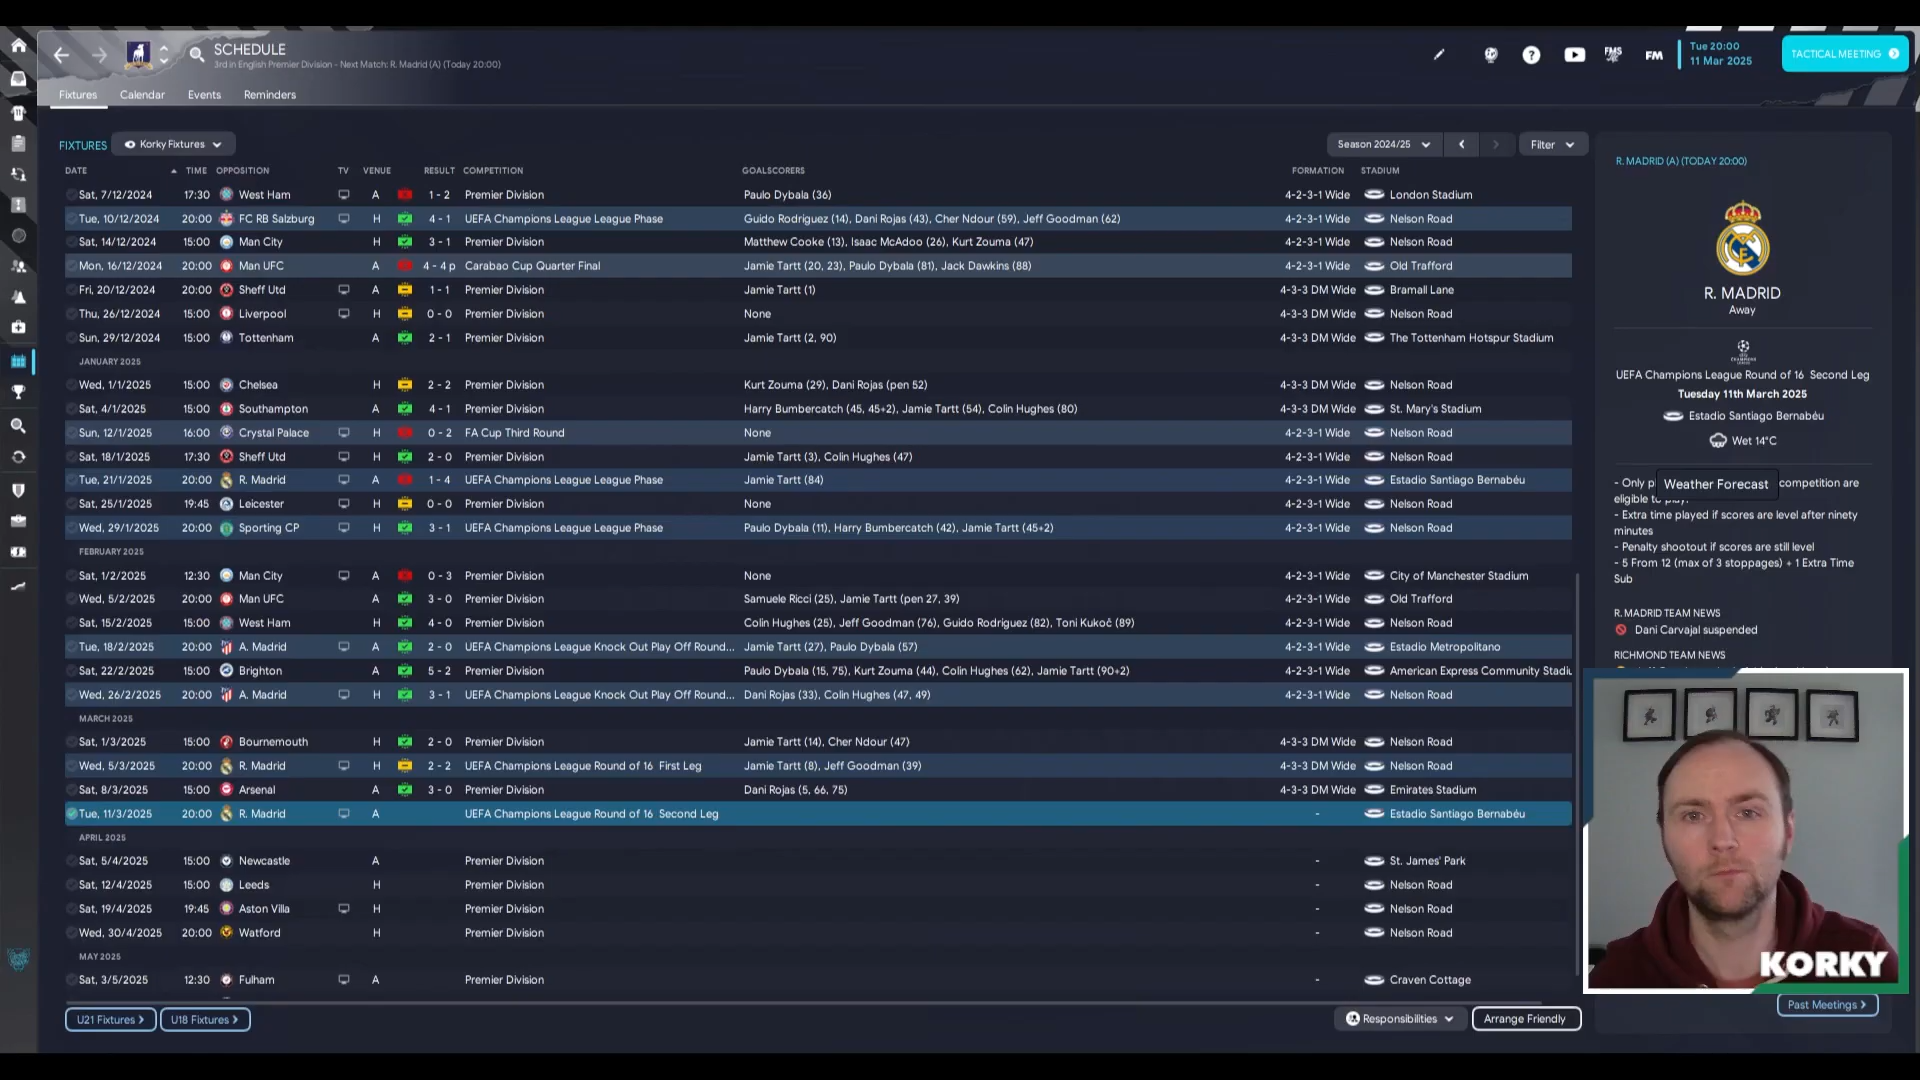 SCHEDULE
3rd in English Premier Division - Next Match: R. Madrid (A) (Today 20:00)
FMS
FM
Tue 20:00
11 Mar 2025
TACTICAL MEETING
Fixtures Calendar Events Reminders
FIXTURES Korky Fixtures Season 2024/25 Filter
DATE TIME OPPOSITION TV VENUE RESULT COMPETITION GOALSCORERS FORMATION STADIUM
Sat, 7/12/2024 17:30 West Ham A 1 - 2 Premier Division Paulo Dybala (36) 4-2-3-1 Wide London Stadium
Tue, 10/12/2024 20:00 FC RB Salzburg H 4 - 1 UEFA Champions League League Phase Guido Rodríguez (14), Dani Rojas (43), Cher Ndour (59), Jeff Goodman (62) 4-2-3-1 Wide Nelson Road
Sat, 14/12/2024 15:00 Man City H 3 - 1 Premier Division Matthew Cooke (13), Isaac McAdoo (26), Kurt Zouma (47) 4-2-3-1 Wide Nelson Road
Mon, 16/12/2024 20:00 Man UFC A 4 - 4 p Carabao Cup Quarter Final Jamie Tartt (20, 23), Paulo Dybala (81), Jack Dawkins (88) 4-2-3-1 Wide Old Trafford
Fri, 20/12/2024 20:00 Sheff Utd A 1 - 1 Premier Division Jamie Tartt (1) 4-3-3 DM Wide Bramall Lane
Thu, 26/12/2024 15:00 Liverpool H 0 - 0 Premier Division None 4-3-3 DM Wide Nelson Road
Sun, 29/12/2024 15:00 Tottenham A 2 - 1 Premier Division Jamie Tartt (2, 90) 4-3-3 DM Wide The Tottenham Hotspur Stadium
JANUARY 2025
Wed, 1/1/2025 15:00 Chelsea H 2 - 2 Premier Division Kurt Zouma (29), Dani Rojas (pen 52) 4-3-3 DM Wide Nelson Road
Sat, 4/1/2025 15:00 Southampton A 4 - 1 Premier Division Harry Bumbercatch (45, 45+2), Jamie Tartt (54), Colin Hughes (80) 4-3-3 DM Wide St. Mary's Stadium
Sun, 12/1/2025 16:00 Crystal Palace H 0 - 2 FA Cup Third Round None 4-2-3-1 Wide Nelson Road
Sat, 18/1/2025 17:30 Sheff Utd H 2 - 0 Premier Division Jamie Tartt (3), Colin Hughes (47) 4-2-3-1 Wide Nelson Road
Tue, 21/1/2025 20:00 R. Madrid A 1 - 4 UEFA Champions League League Phase Jamie Tartt (84) 4-2-3-1 Wide Estadio Santiago Bernabéu
Sat, 25/1/2025 19:45 Leicester H 0 - 0 Premier Division None 4-2-3-1 Wide Nelson Road
Wed, 29/1/2025 20:00 Sporting CP H 3 - 1 UEFA Champions League League Phase Paulo Dybala (11), Harry Bumbercatch (42), Jamie Tartt (45+2) 4-2-3-1 Wide Nelson Road
FEBRUARY 2025
Sat, 1/2/2025 12:30 Man City A 0 - 3 Premier Division None 4-2-3-1 Wide City of Manchester Stadium
Wed, 5/2/2025 20:00 Man UFC A 3 - 0 Premier Division Samuele Ricci (25), Jamie Tartt (pen 27, 39) 4-2-3-1 Wide Old Trafford
Sat, 15/2/2025 15:00 West Ham H 4 - 0 Premier Division Colin Hughes (25), Jeff Goodman (76), Guido Rodríguez (82), Toni Kukoč (89) 4-2-3-1 Wide Nelson Road
Tue, 18/2/2025 20:00 A. Madrid A 2 - 0 UEFA Champions League Knock Out Play Off Round... Jamie Tartt (27), Paulo Dybala (57) 4-2-3-1 Wide Estadio Metropolitano
Sat, 22/2/2025 15:00 Brighton A 5 - 2 Premier Division Paulo Dybala (15, 75), Kurt Zouma (44), Colin Hughes (62), Jamie Tartt (90+2) 4-2-3-1 Wide American Express Community Stadiu
Wed, 26/2/2025 20:00 A. Madrid H 3 - 1 UEFA Champions League Knock Out Play Off Round... Dani Rojas (33), Colin Hughes (47, 49) 4-2-3-1 Wide Nelson Road
MARCH 2025
Sat, 1/3/2025 15:00 Bournemouth H 2 - 0 Premier Division Jamie Tartt (14), Cher Ndour (47) 4-3-3 DM Wide Nelson Road
Wed, 5/3/2025 20:00 R. Madrid H 2 - 2 UEFA Champions League Round of 16 First Leg Jamie Tartt (8), Jeff Goodman (39) 4-3-3 DM Wide Nelson Road
Sat, 8/3/2025 15:00 Arsenal A 3 - 0 Premier Division Dani Rojas (5, 66, 75) 4-3-3 DM Wide Emirates Stadium
Tue, 11/3/2025 20:00 R. Madrid A UEFA Champions League Round of 16 Second Leg - Estadio Santiago Bernabéu
APRIL 2025
Sat, 5/4/2025 15:00 Newcastle A Premier Division - St. James' Park
Sat, 12/4/2025 15:00 Leeds H Premier Division - Nelson Road
Sat, 19/4/2025 19:45 Aston Villa H Premier Division - Nelson Road
Wed, 30/4/2025 20:00 Watford H Premier Division - Nelson Road
MAY 2025
Sat, 3/5/2025 12:30 Fulham A Premier Division - Craven Cottage
U21 Fixtures U18 Fixtures Responsibilities Arrange Friendly
R. MADRID (A) (TODAY 20:00)
R. MADRID
Away
UEFA Champions League Round of 16 Second Leg
Tuesday 11th March 2025
Estadio Santiago Bernabéu
Wet 14°C
Weather Forecast
- Only competition are
eligible to play.
- Extra time played if scores are level after ninety
minutes
- Penalty shootout if scores are still level
- 5 From 12 (max of 3 stoppages) + 1 Extra Time
Sub
R. MADRID TEAM NEWS
Dani Carvajal suspended
RICHMOND TEAM NEWS
KORKY
Past Meetings